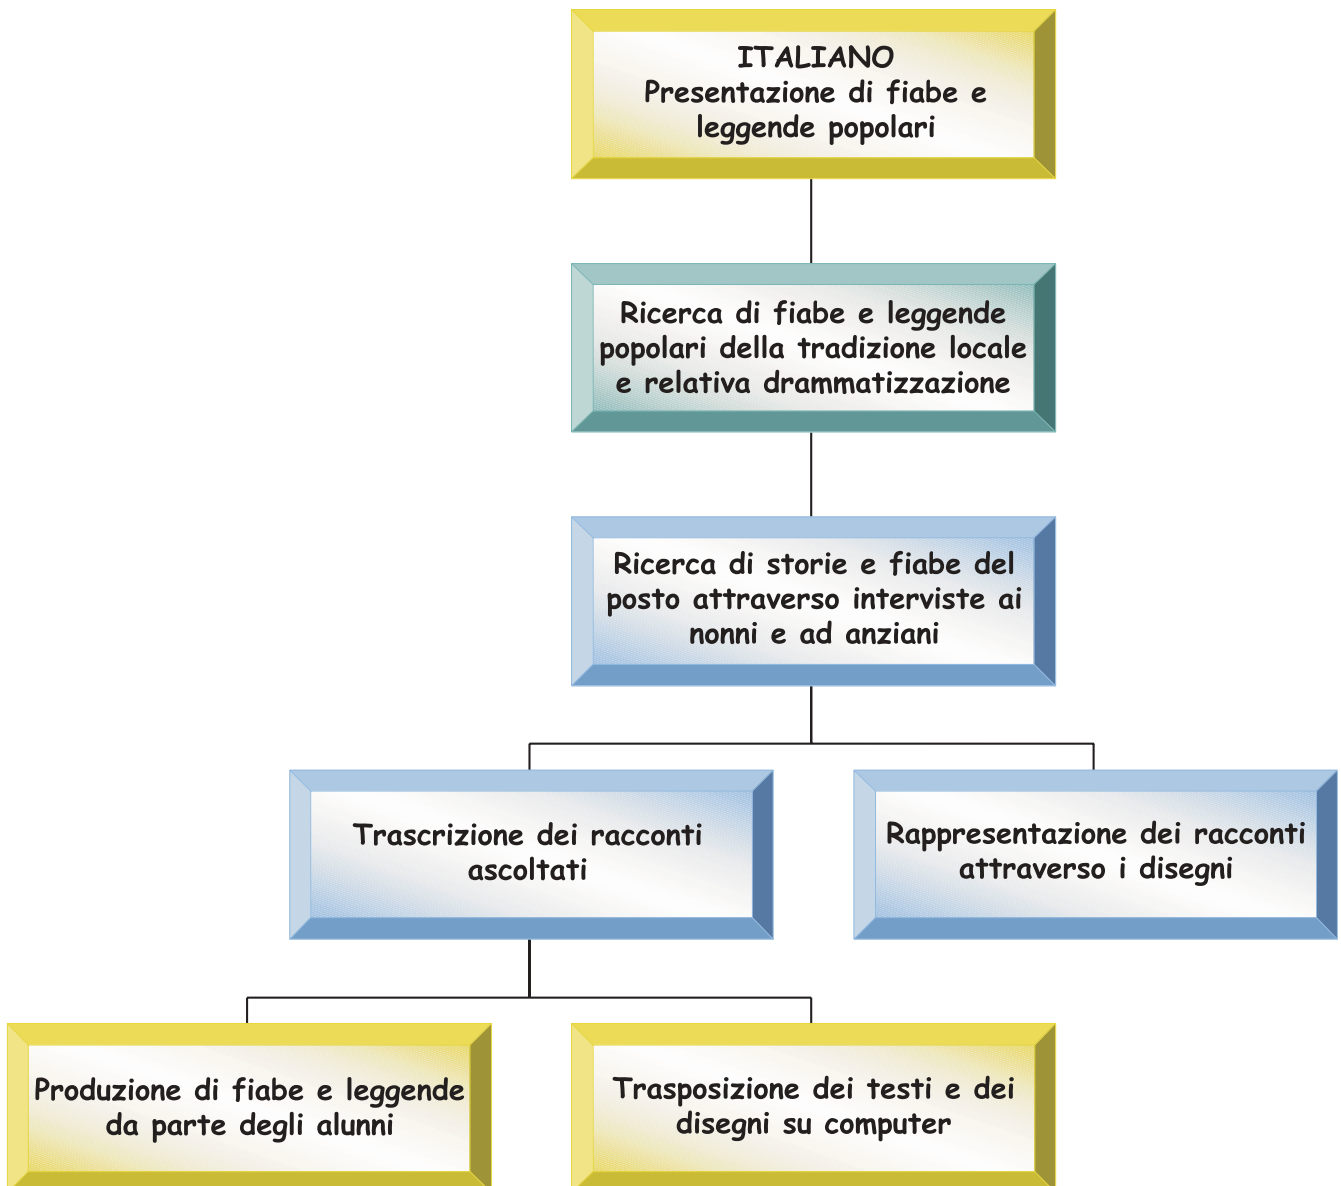 ITALIANO
Presentazione di fiabe e
leggende popolari
Ricerca di fiabe e leggende
popolari della tradizione locale
e relativa drammatizzazione
Ricerca di storie e fiabe del
posto attraverso interviste ai
nonni e ad anziani
Trascrizione dei racconti
ascoltati
Rappresentazione dei racconti
attraverso i disegni
Produzione di fiabe e leggende
da parte degli alunni
Trasposizione dei testi e dei
disegni su computer